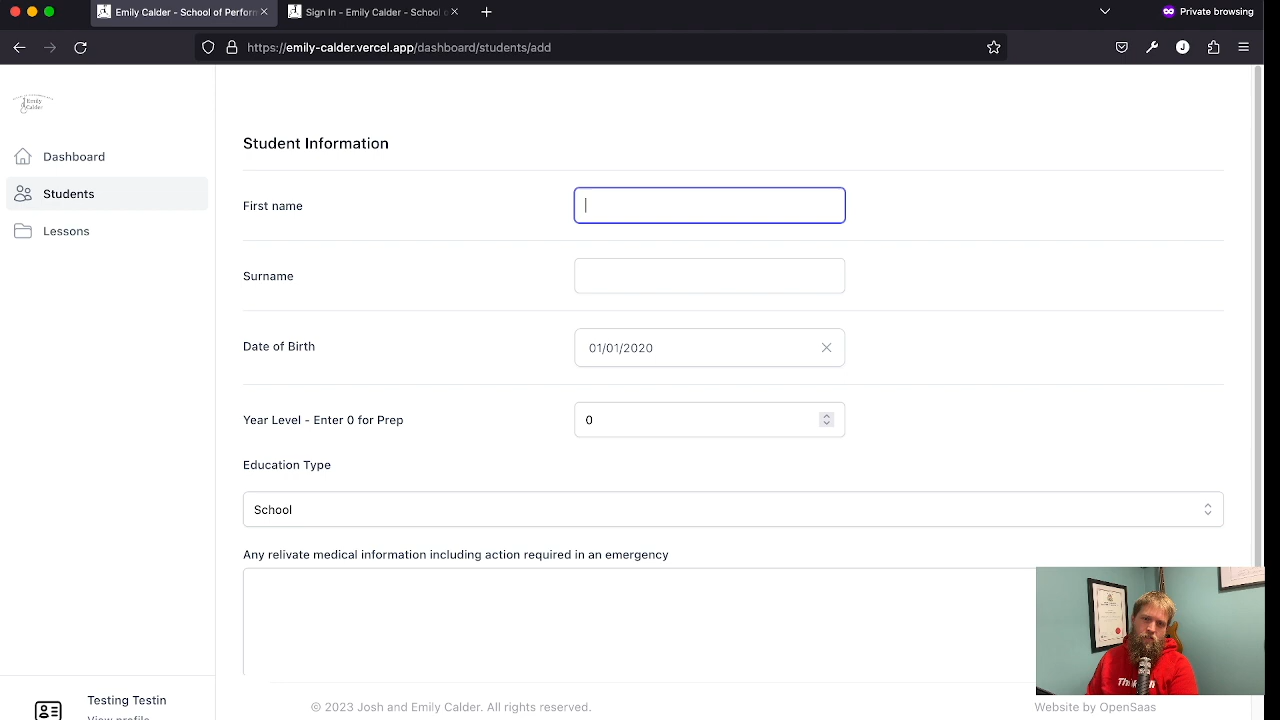 Emily Calder - School of Perform
Sign In - Emily Calder - School o
Private browsing
https://emily-calder.vercel.app/dashboard/students/add
J
Emily
Calder
Dashboard
Students
Lessons
Student Information
First name
Surname
Date of Birth
01/01/2020
Year Level - Enter 0 for Prep
0
Education Type
School
Any relivate medical information including action required in an emergency
Testing Testin
View profile
© 2023 Josh and Emily Calder. All rights reserved.
Website by OpenSaas